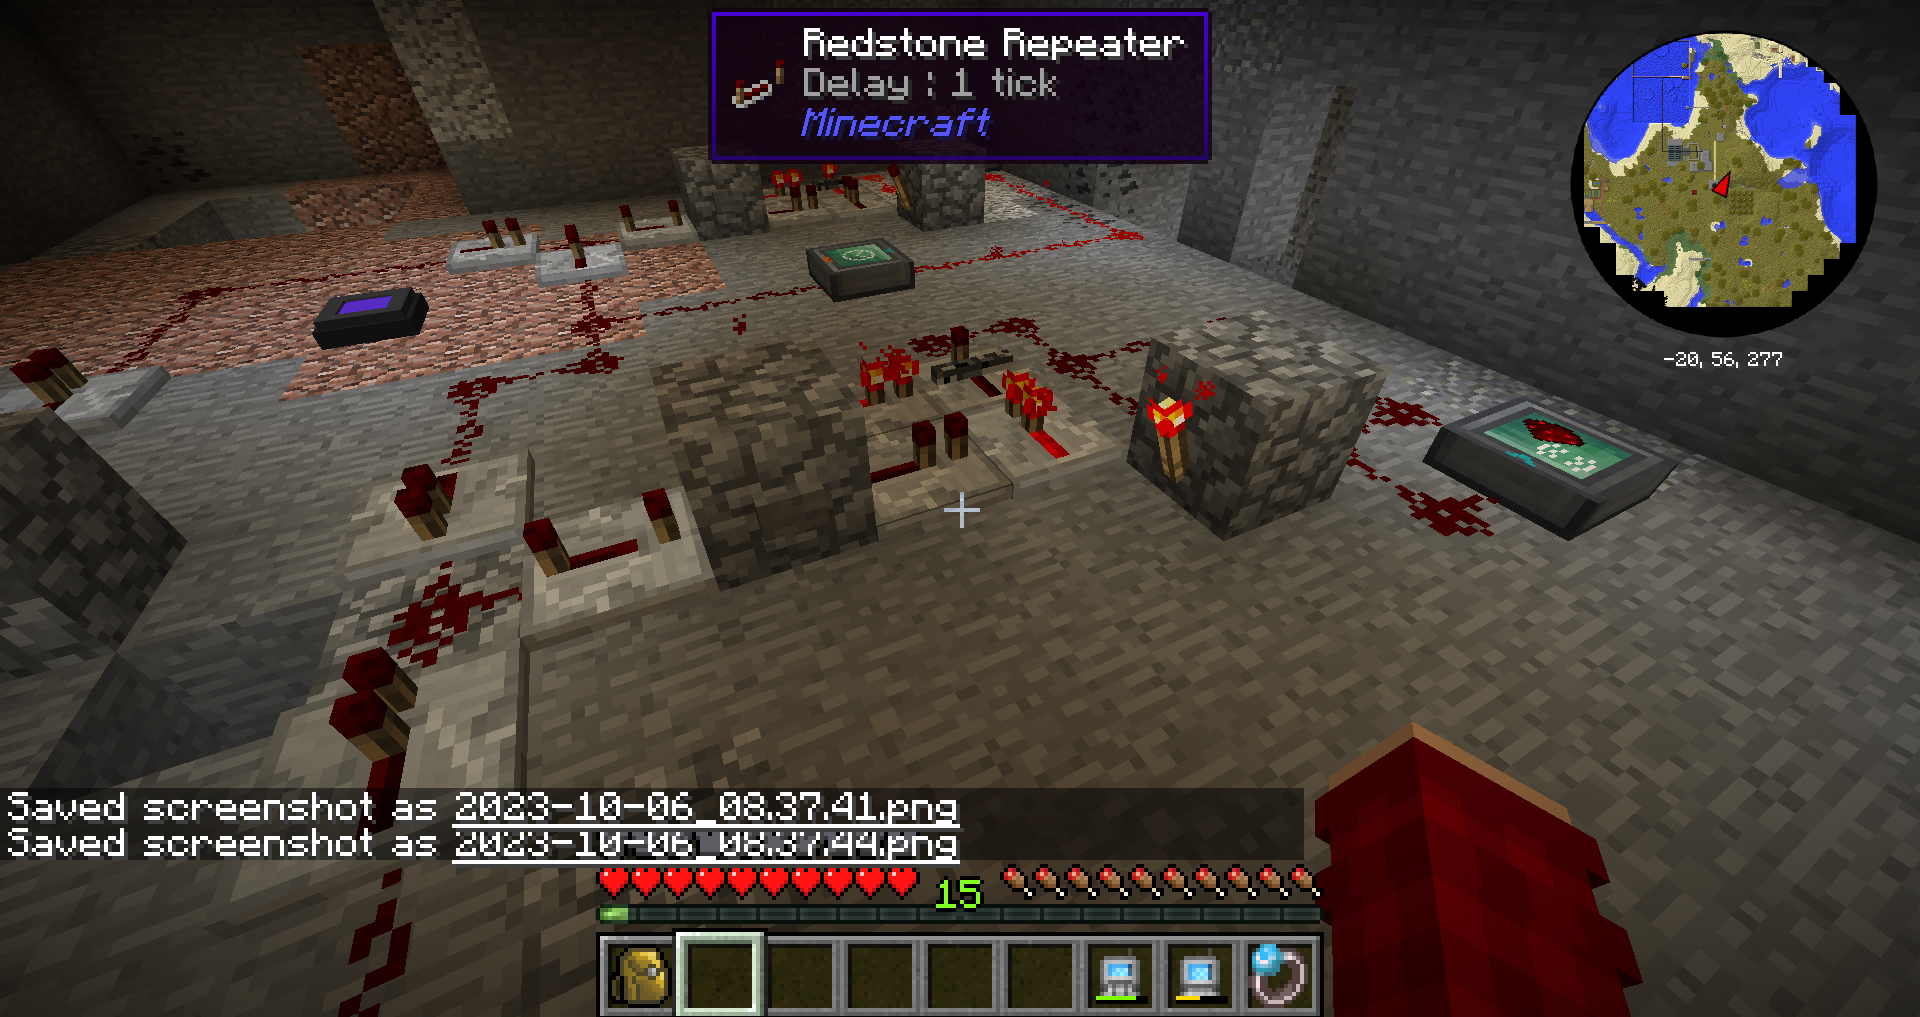 Redstone Repeater
Delay : 1 tick
Minecraft
-20, 56, 277
Saved screenshot as 2023-10-06_08.37.41.png
Saved screenshot as 2023-10-06_08.37.44.png
15